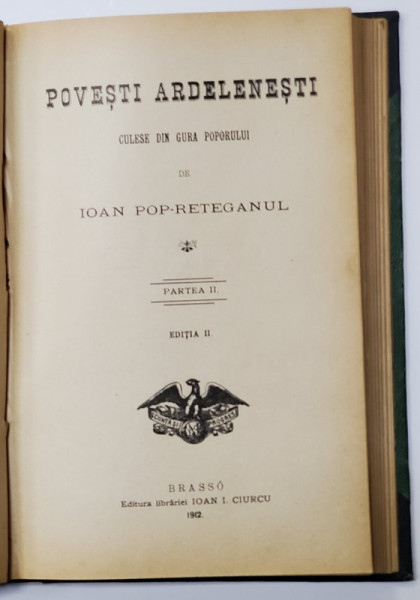 POVEȘTI ARDELENEȘTI
CULESE DIN GURA POPORULUI
DE
IOAN POP-RETEGANUL
PARTEA II.
EDIȚIA II.
BRASSÓ
Editura librăriei IOAN I. CIURCU
1912.